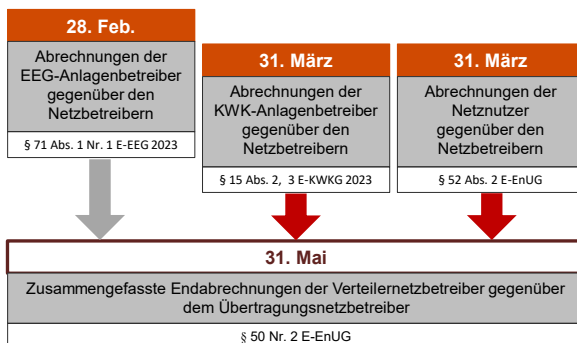 28. Feb.
Abrechnungen der
EEG-Anlagenbetreiber
gegenüber den
Netzbetreibern
§ 71 Abs. 1 Nr. 1 E-EEG 2023
31. März
Abrechnungen der
KWK-Anlagenbetreiber
gegenüber den
Netzbetreibern
§ 15 Abs. 2, 3 E-KWKG 2023
31. März
Abrechnungen der
Netznutzer
gegenüber den
Netzbetreibern
§ 52 Abs. 2 E-EnUG
31. Mai
Zusammengefasste Endabrechnungen der Verteilernetzbetreiber gegenüber
dem Übertragungsnetzbetreiber
§ 50 Nr. 2 E-EnUG